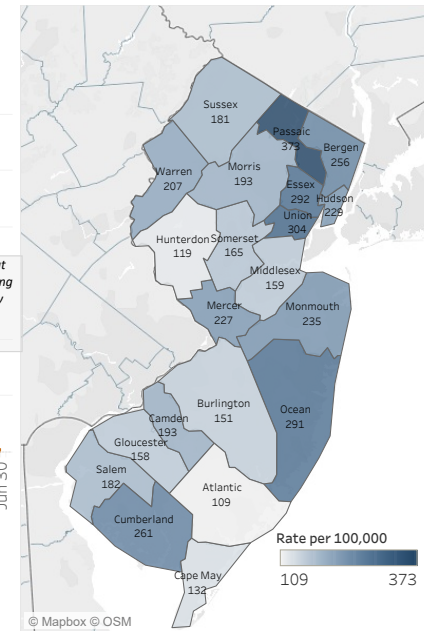 Sussex
181
Passaic
373
Bergen
256
Warren
207
Morris
193
Essex
292
Hudson
229
Union
304
Hunterdon
119
Somerset
165
Middlesex
159
Mercer
227
Monmouth
235
Burlington
151
Ocean
291
Camden
193
Gloucester
158
Salem
182
Atlantic
109
Cumberland
261
Cape May
132
Rate per 100,000
109 373
Jun 30
© Mapbox © OSM